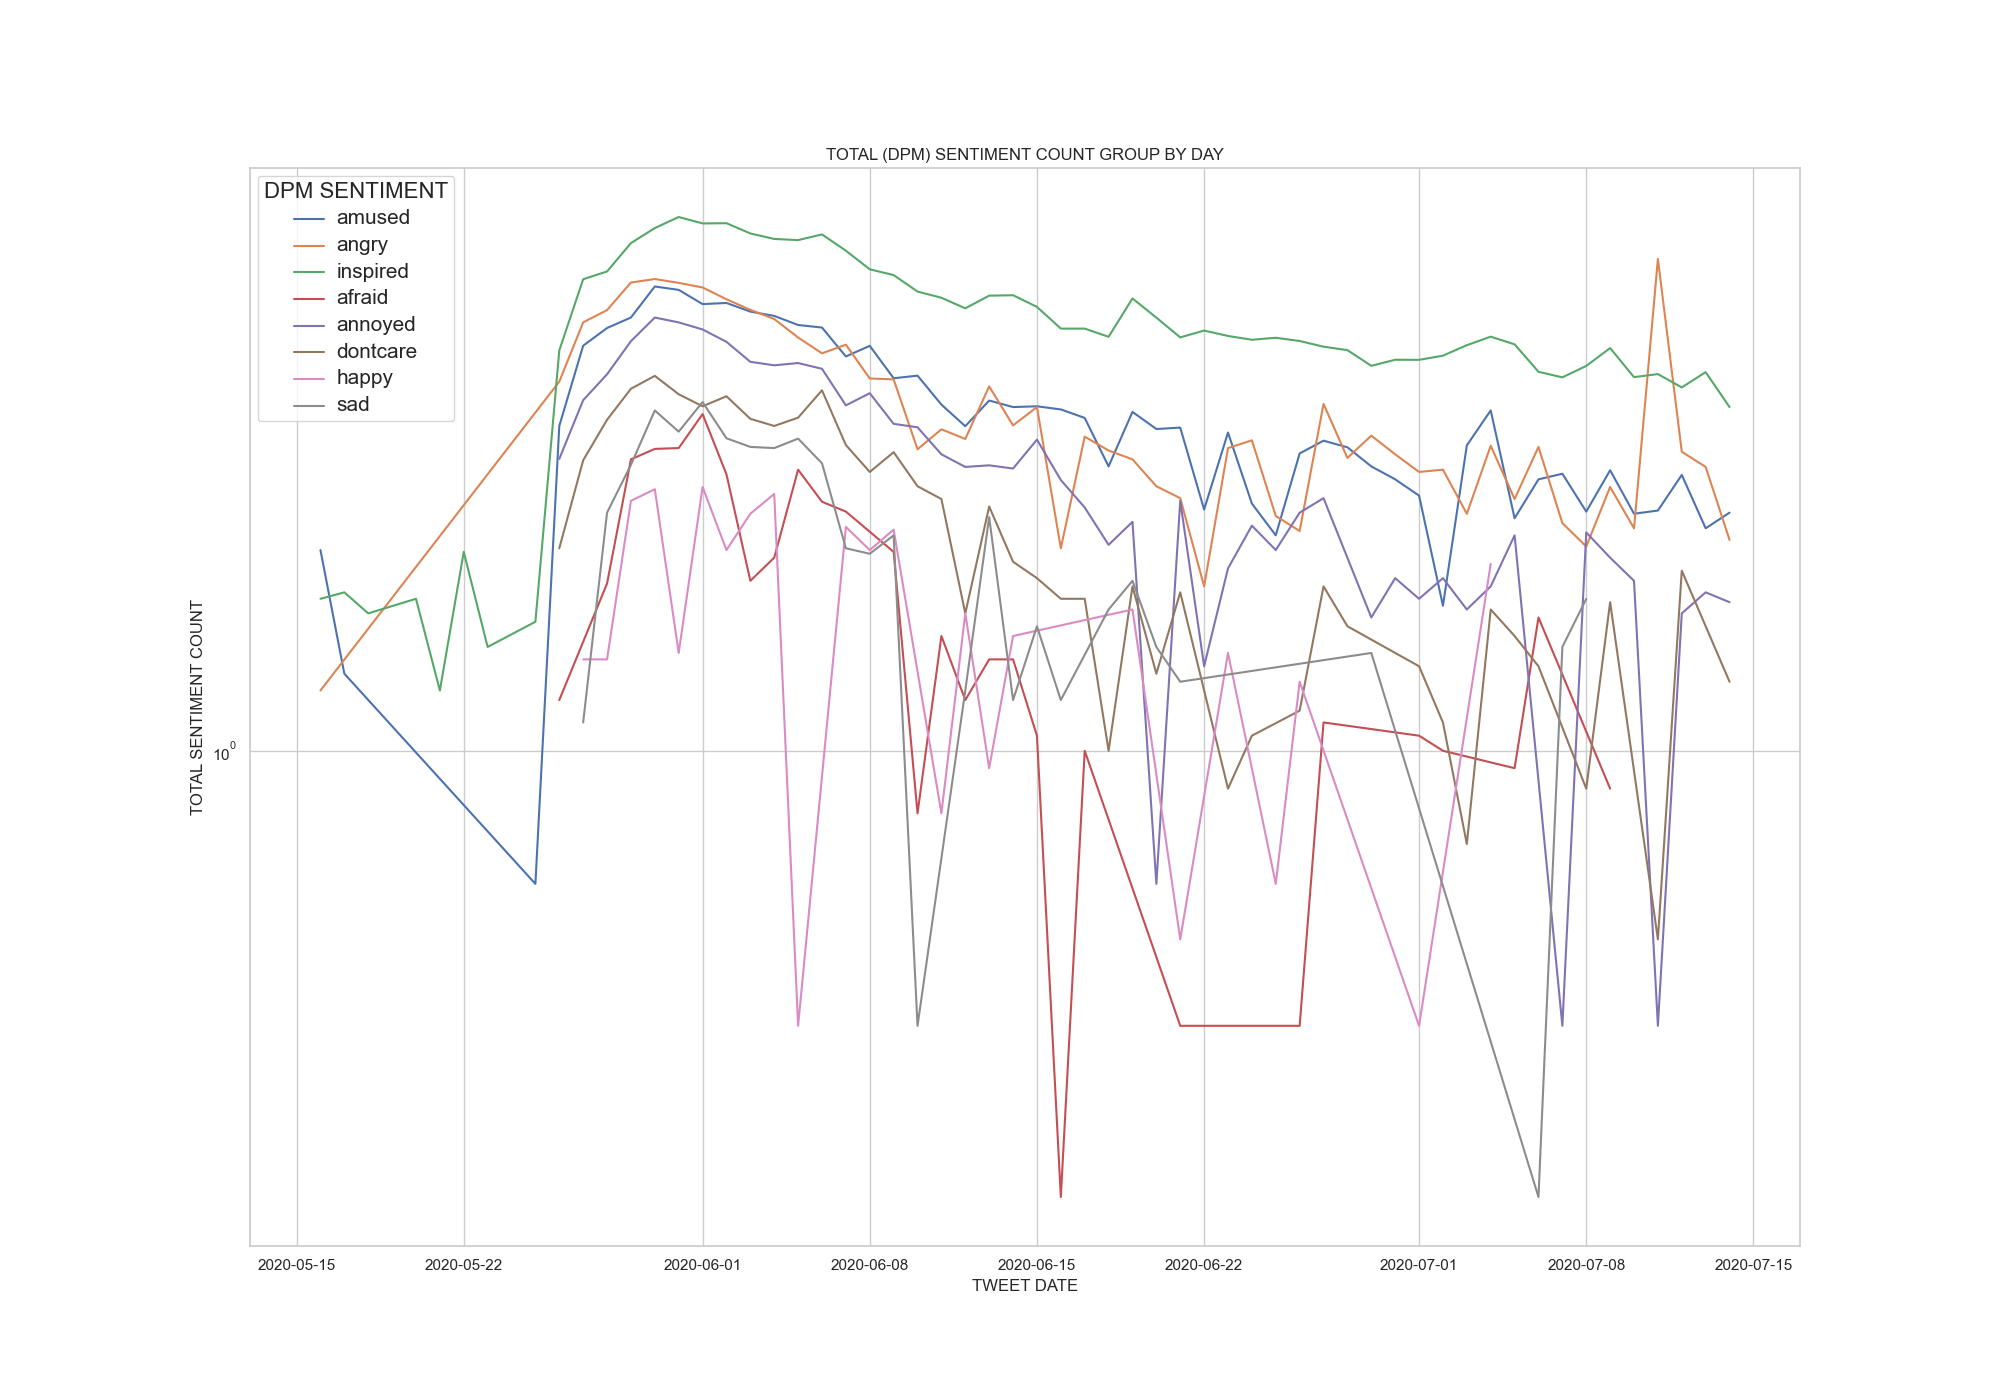 TOTAL (DPM) SENTIMENT COUNT GROUP BY DAY
DPM SENTIMENT
amused
angry
inspired
afraid
annoyed
dontcare
happy
sad
TOTAL SENTIMENT COUNT
10⁰
2020-05-15 2020-05-22 2020-06-01 2020-06-08 2020-06-15 2020-06-22 2020-07-01 2020-07-08 2020-07-15
TWEET DATE